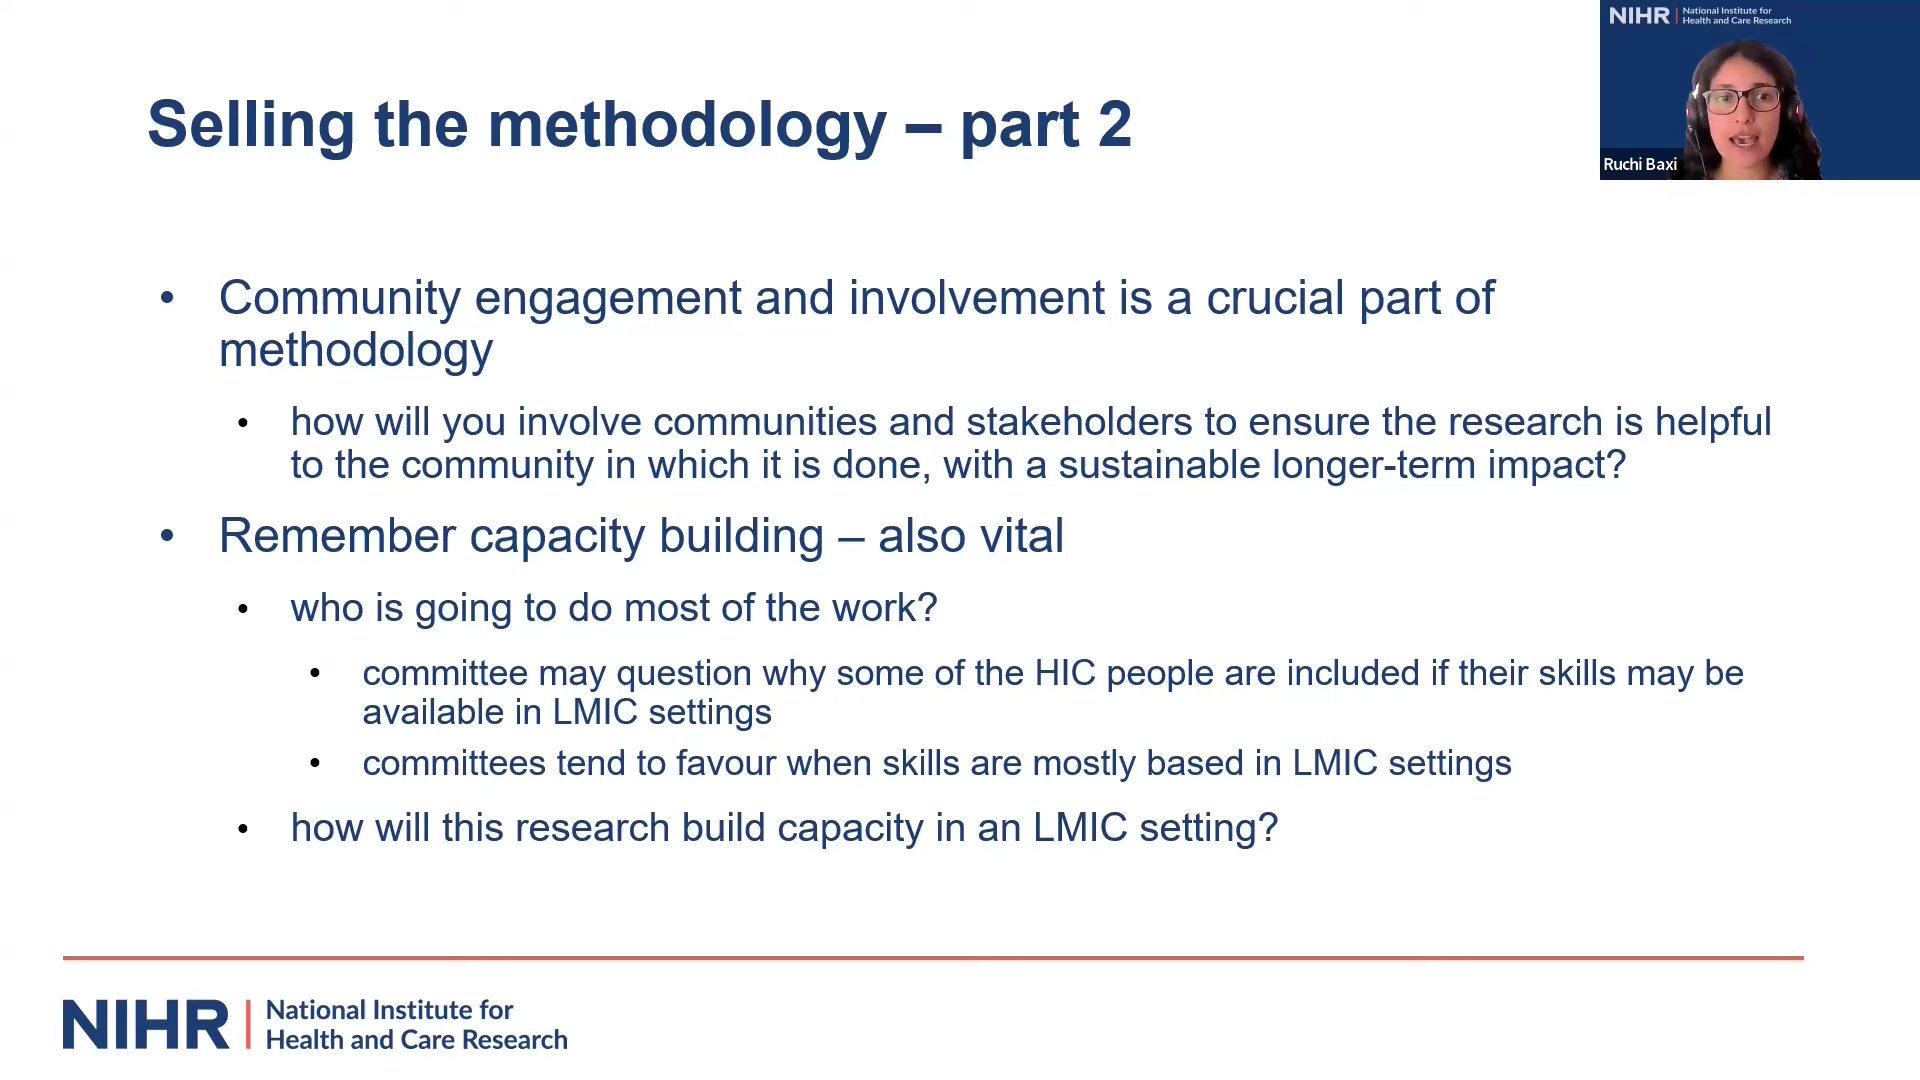 NIHR | National Institute for
Health and Care Research
Ruchi Baxi
Selling the methodology – part 2
• Community engagement and involvement is a crucial part of
methodology
• how will you involve communities and stakeholders to ensure the research is helpful
to the community in which it is done, with a sustainable longer-term impact?
• Remember capacity building – also vital
• who is going to do most of the work?
• committee may question why some of the HIC people are included if their skills may be
available in LMIC settings
• committees tend to favour when skills are mostly based in LMIC settings
• how will this research build capacity in an LMIC setting?
NIHR | National Institute for
Health and Care Research